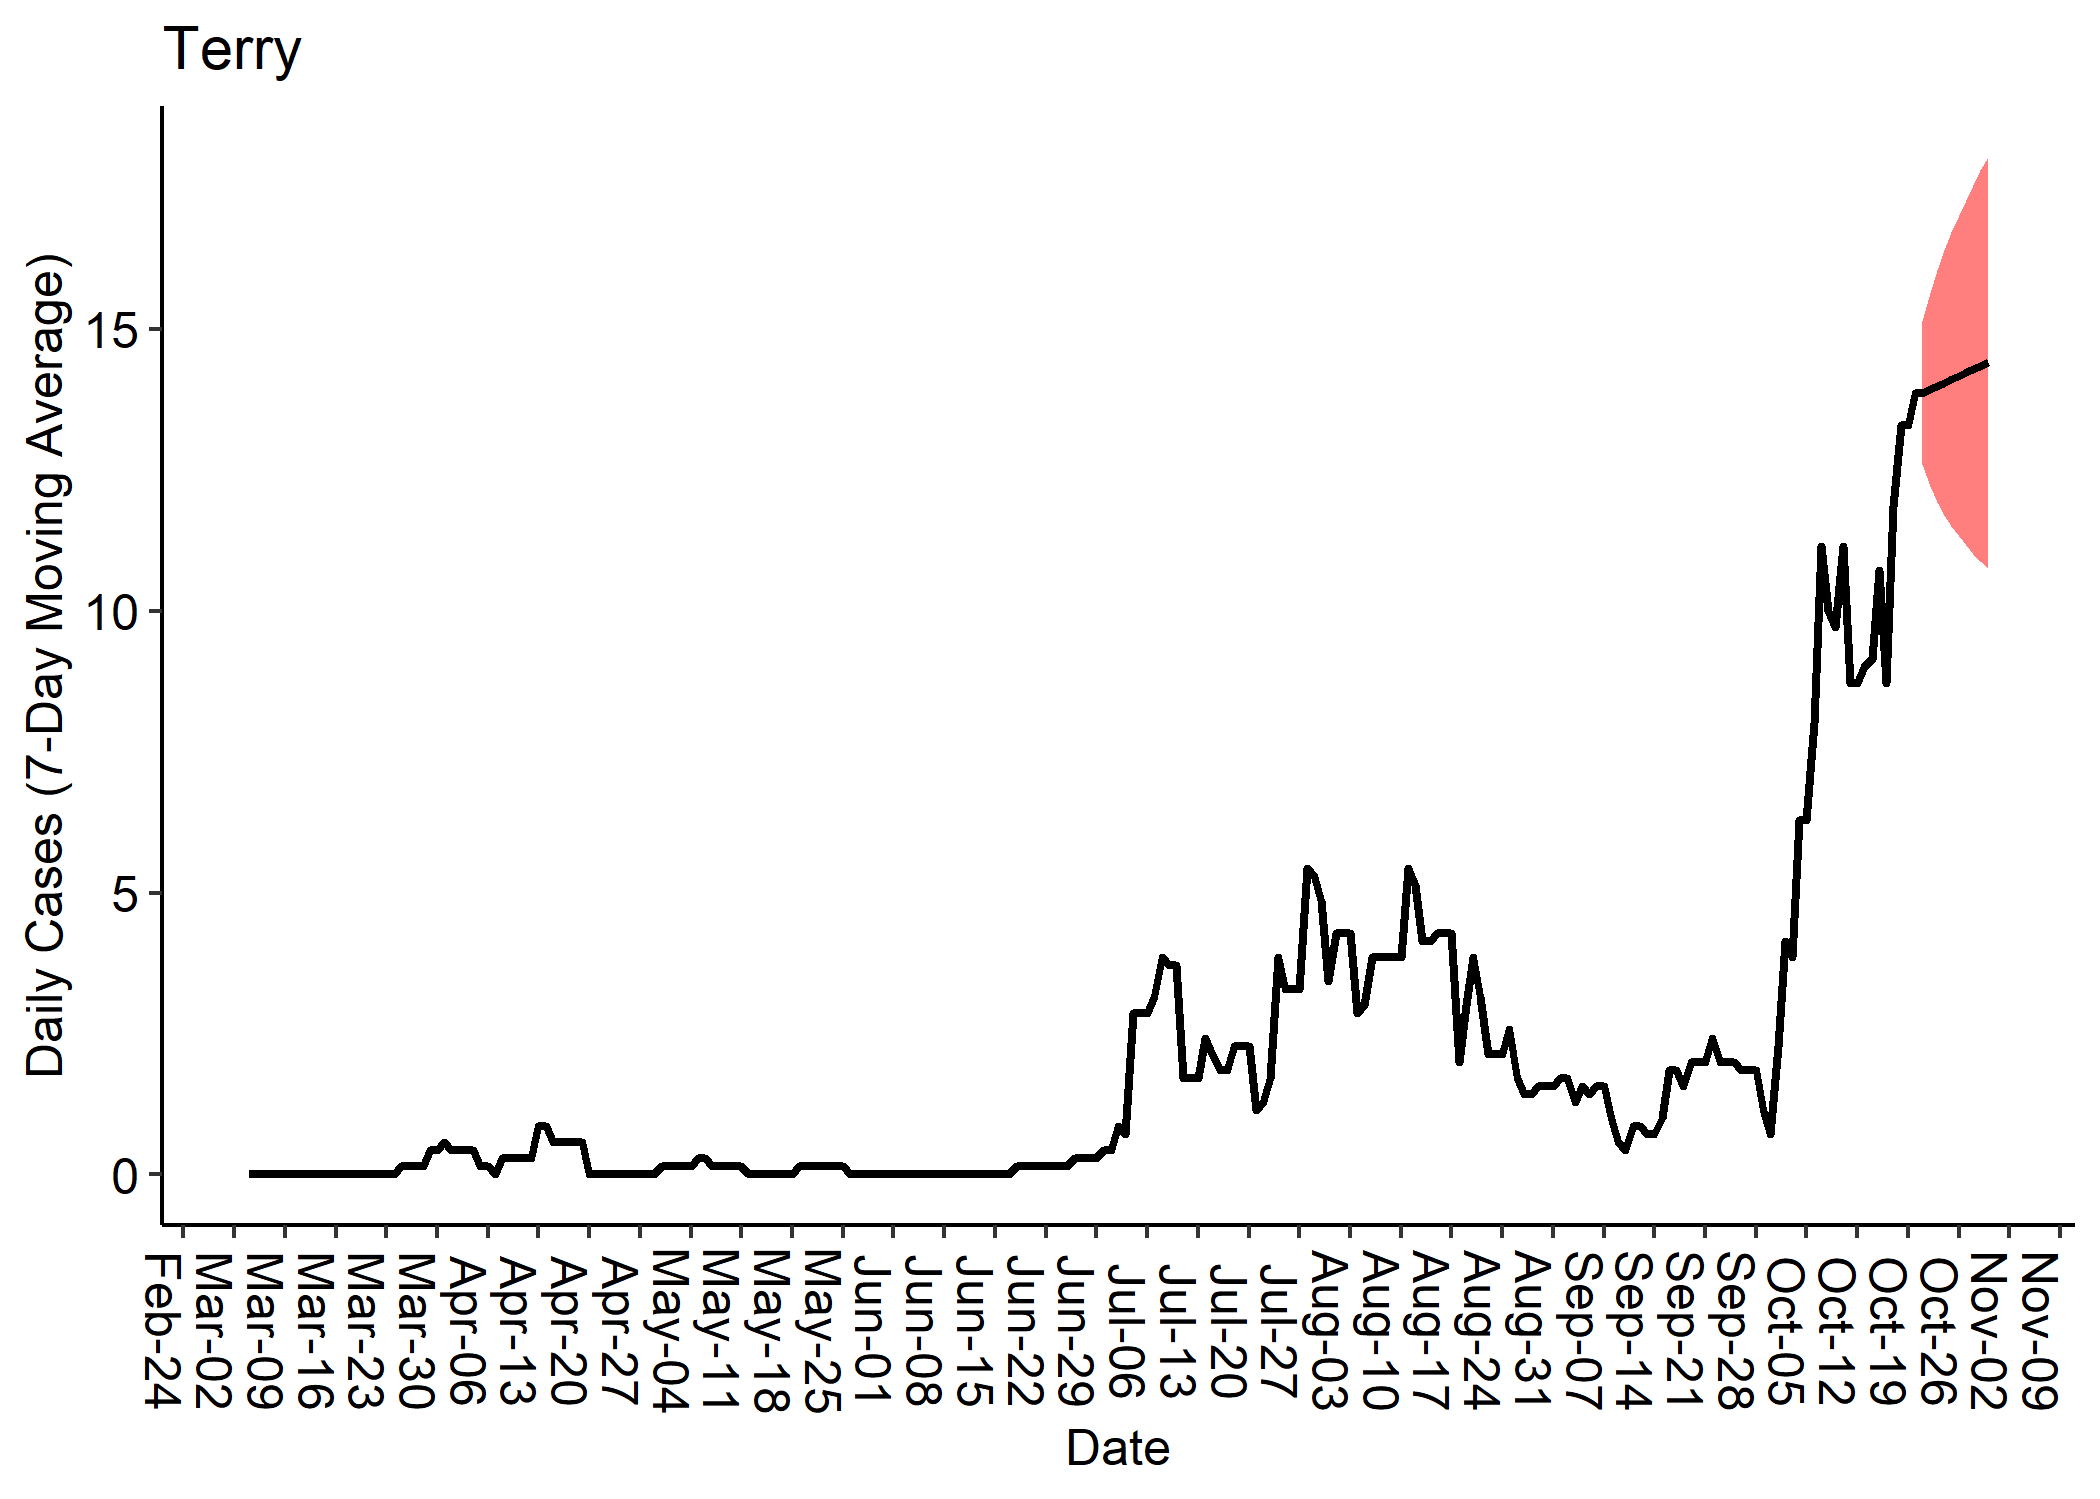 Terry
Daily Cases (7-Day Moving Average)
15
10
5
0
Feb-24
Mar-02
Mar-09
Mar-16
Mar-23
Mar-30
Apr-06
Apr-13
Apr-20
Apr-27
May-04
May-11
May-18
May-25
Jun-01
Jun-08
Jun-15
Jun-22
Jun-29
Jul-06
Jul-13
Jul-20
Jul-27
Aug-03
Aug-10
Aug-17
Aug-24
Aug-31
Sep-07
Sep-14
Sep-21
Sep-28
Oct-05
Oct-12
Oct-19
Oct-26
Nov-02
Nov-09
Date